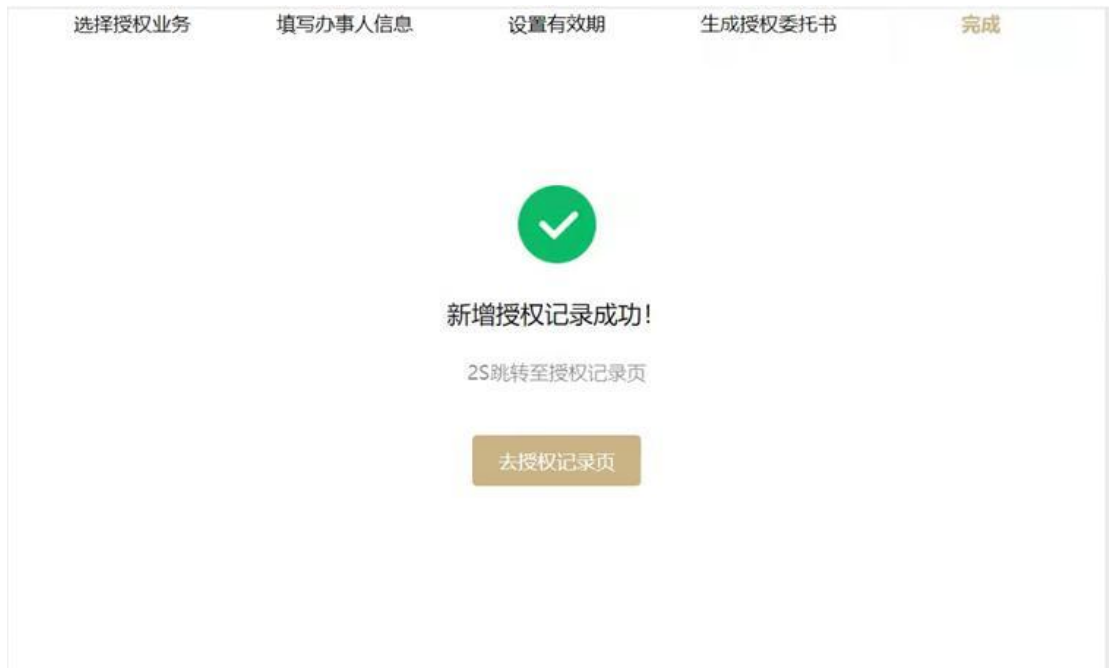 选择授权业务 填写办事人信息 设置有效期 生成授权委托书 完成
新增授权记录成功！
2S跳转至授权记录页
去授权记录页